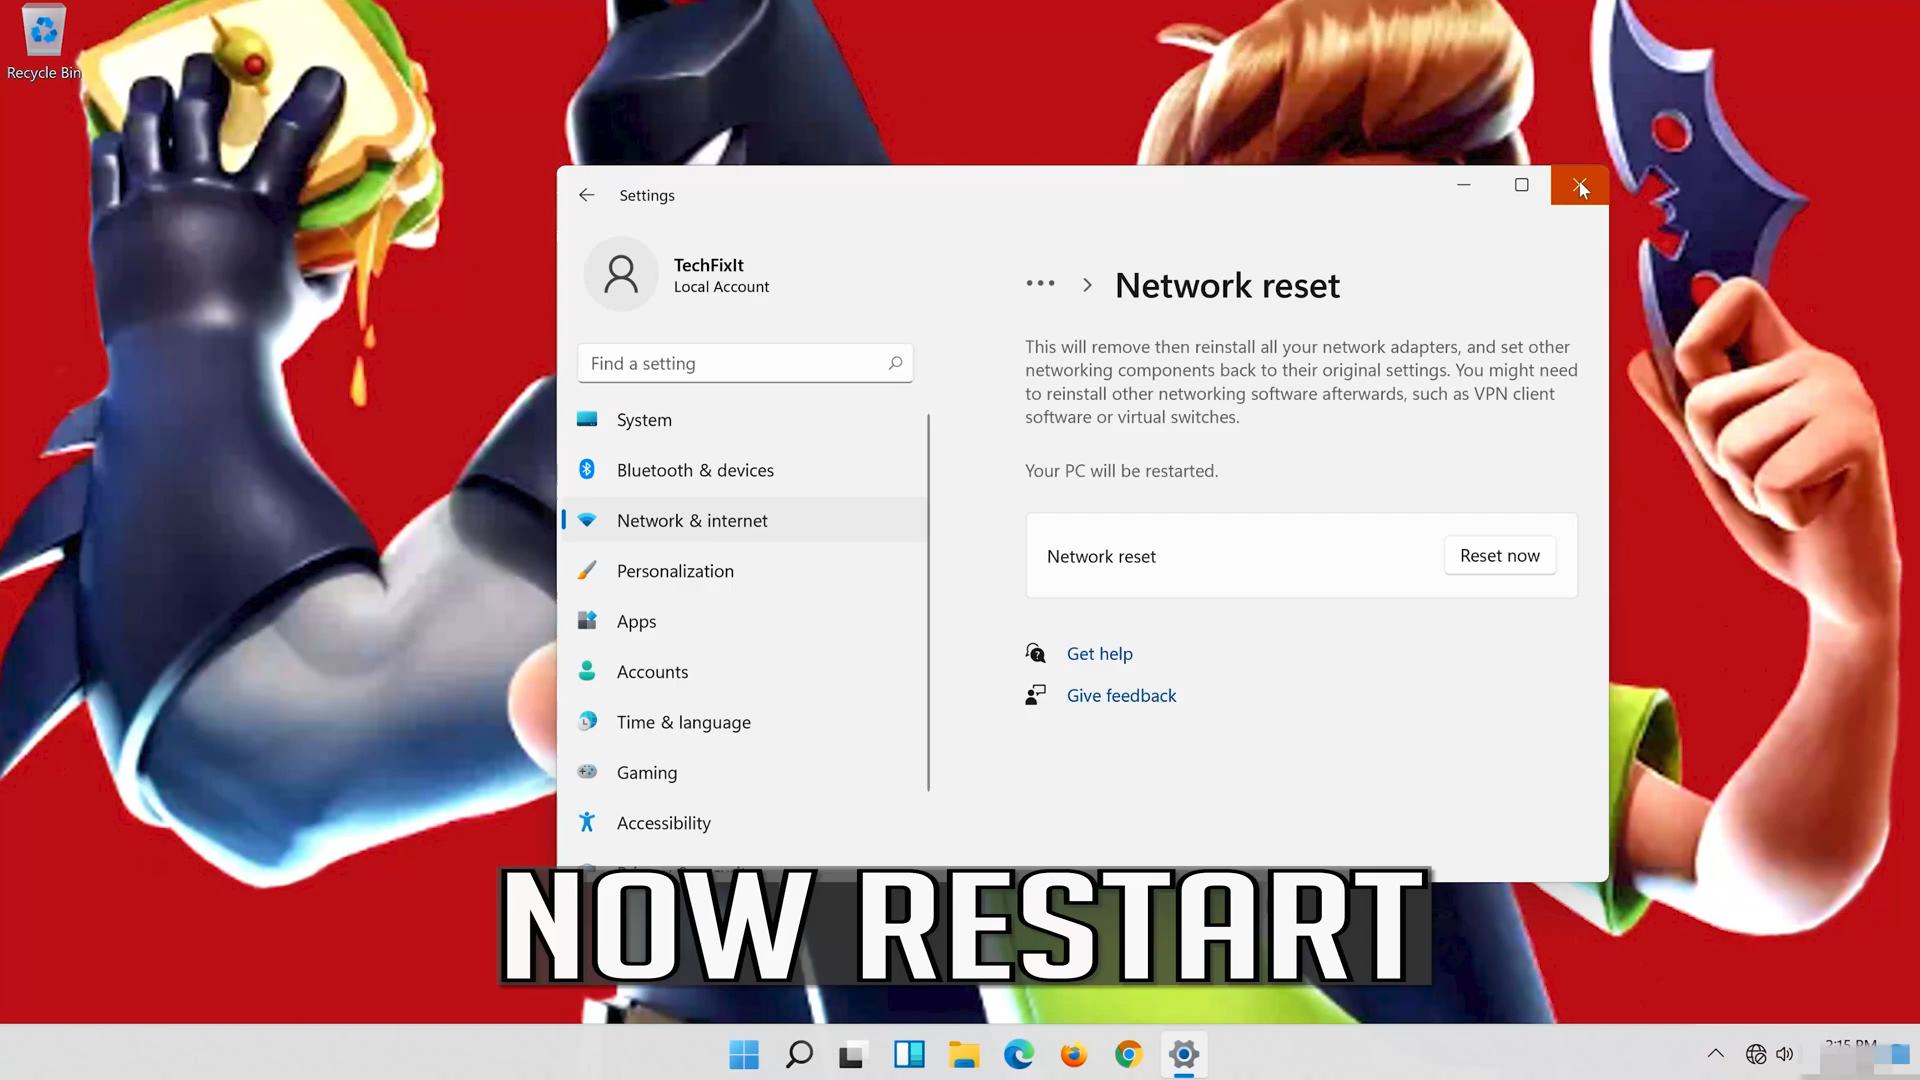 Recycle Bin
Settings
TechFixIt
Local Account
Find a setting
System
Bluetooth & devices
Network & internet
Personalization
Apps
Accounts
Time & language
Gaming
Accessibility
Network reset
This will remove then reinstall all your network adapters, and set other
networking components back to their original settings. You might need
to reinstall other networking software afterwards, such as VPN client
software or virtual switches.
Your PC will be restarted.
Network reset
Reset now
Get help
Give feedback
NOW RESTART
2:15 PM